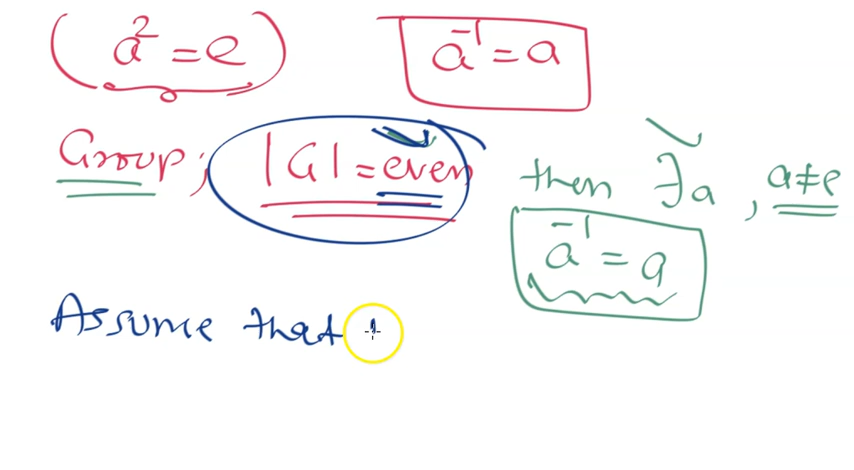 (a² = e) a⁻¹ = a
Group; |G| = even then ∃a, a≠e
a⁻¹ = a
Assume that